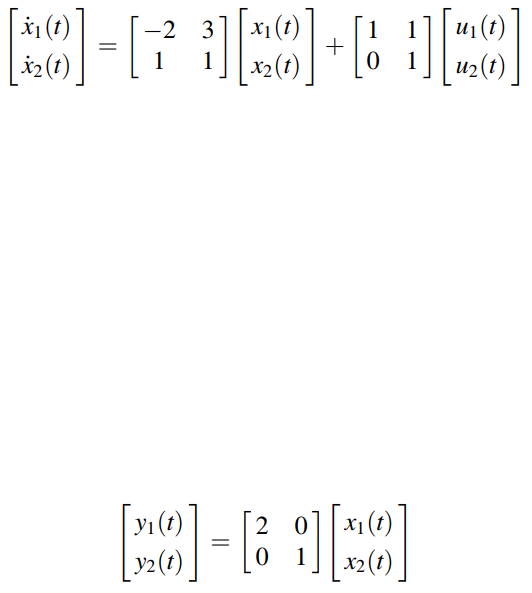 [ẋ1(t) ẋ2(t)] = [−2 3 1 1] [x1(t) x2(t)] + [1 1 0 1] [u1(t) u2(t)]
[y1(t) y2(t)] = [2 0 0 1] [x1(t) x2(t)]